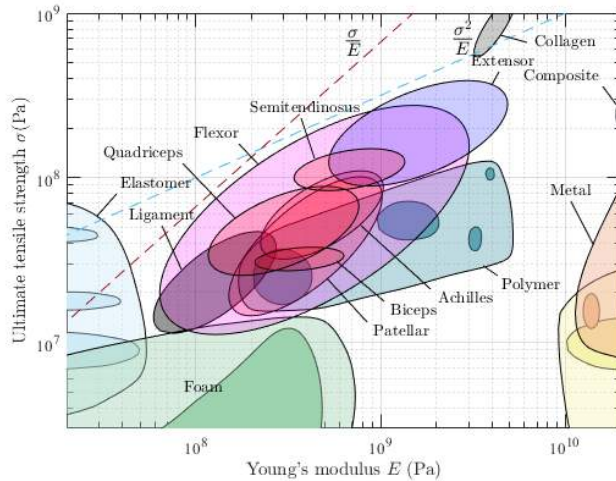 10⁹
σ
E
σ²
E
Collagen
Extensor
Composite
Semitendinosus
Flexor
Quadriceps
10⁸
Elastomer
Ligament
Metal
Polymer
Achilles
Biceps
Patellar
10⁷
Foam
10⁸
10⁹
10¹⁰
Young's modulus E (Pa)
Ultimate tensile strength σ(Pa)